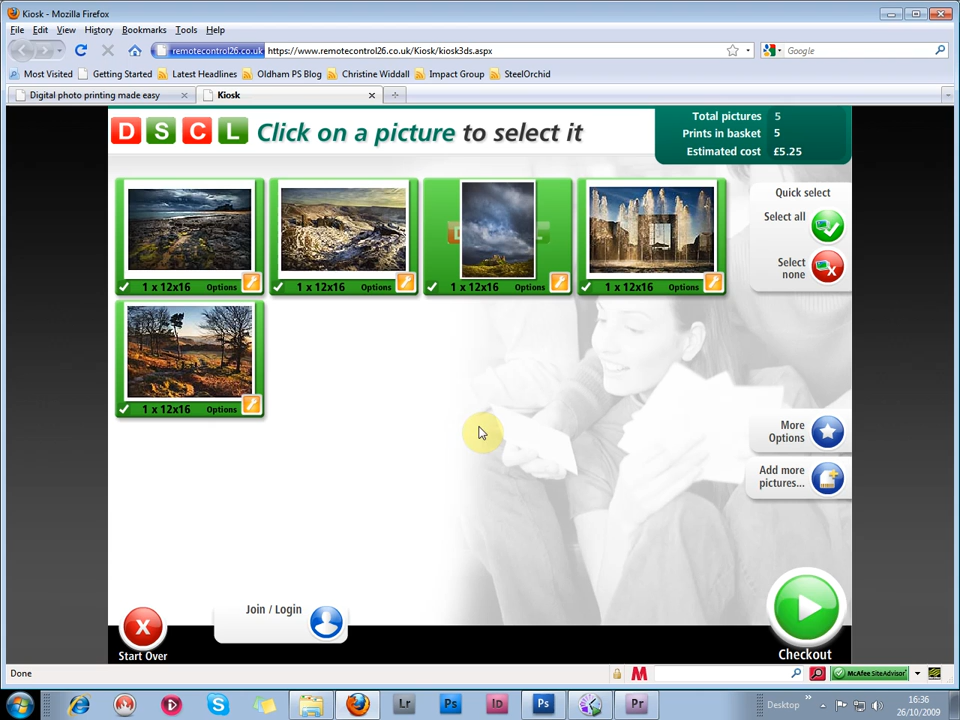 Kiosk - Mozilla Firefox
File Edit View History Bookmarks Tools Help
remotecontrol26.co.uk https://www.remotecontrol26.co.uk/Kiosk/kiosk3ds.aspx
Google
Most Visited Getting Started Latest Headlines Oldham PS Blog Christine Widdall Impact Group SteelOrchid
Digital photo printing made easy Kiosk
D S C L Click on a picture to select it
Total pictures 5
Prints in basket 5
Estimated cost £5.25
Quick select
Select all
Select none
1 x 12x16 Options
1 x 12x16 Options
1 x 12x16 Options
1 x 12x16 Options
1 x 12x16 Options
More Options
Add more pictures...
Join / Login
X
Start Over
Checkout
Done
M
McAfee SiteAdvisor
Lr Ps Id Ps Pr
Desktop
16:36
26/10/2009